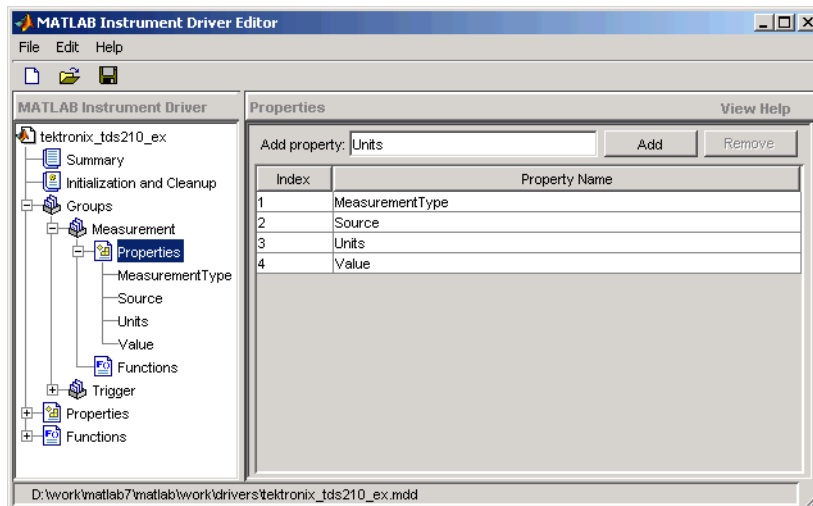 MATLAB Instrument Driver Editor
File Edit Help
MATLAB Instrument Driver
tektronix_tds210_ex
Summary
Initialization and Cleanup
Groups
Measurement
Properties
MeasurementType
Source
Units
Value
Functions
Trigger
Properties
Functions
Properties View Help
Add property: Units Add Remove
Index Property Name
1 MeasurementType
2 Source
3 Units
4 Value
D:\work\matlab7\matlab\work\drivers\tektronix_tds210_ex.mdd